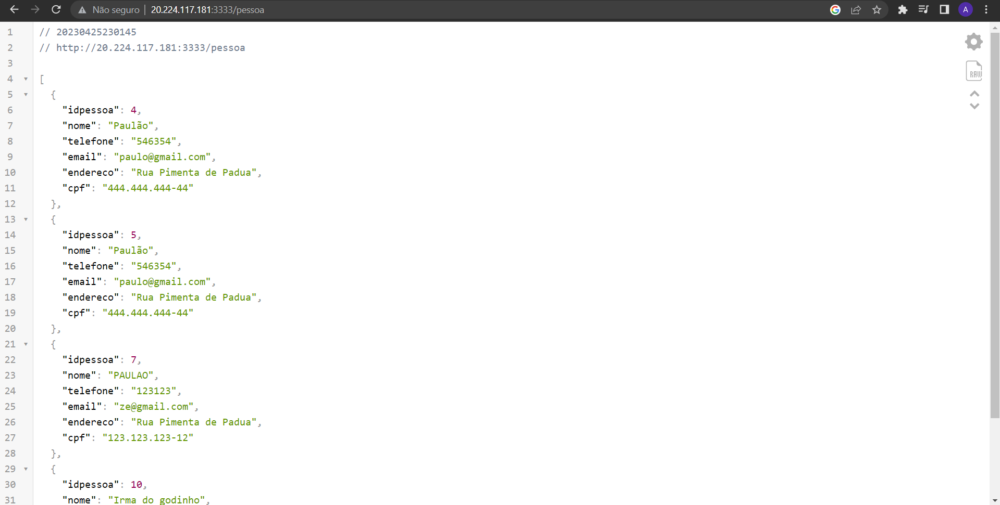 Não seguro | 20.224.117.181:3333/pessoa A
1 // 20230425230145
2 // http://20.224.117.181:3333/pessoa
3
4 [
5 {
6 "idpessoa": 4,
7 "nome": "Paulão",
8 "telefone": "546354",
9 "email": "paulo@gmail.com",
10 "endereco": "Rua Pimenta de Padua",
11 "cpf": "444.444.444-44"
12 },
13 {
14 "idpessoa": 5,
15 "nome": "Paulão",
16 "telefone": "546354",
17 "email": "paulo@gmail.com",
18 "endereco": "Rua Pimenta de Padua",
19 "cpf": "444.444.444-44"
20 },
21 {
22 "idpessoa": 7,
23 "nome": "PAULAO",
24 "telefone": "123123",
25 "email": "ze@gmail.com",
26 "endereco": "Rua Pimenta de Padua",
27 "cpf": "123.123.123-12"
28 },
29 {
30 "idpessoa": 10,
31 "nome": "Irma do godinho",
RAW